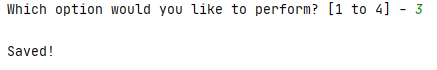 Which option would you like to perform? [1 to 4] - 3
Saved!